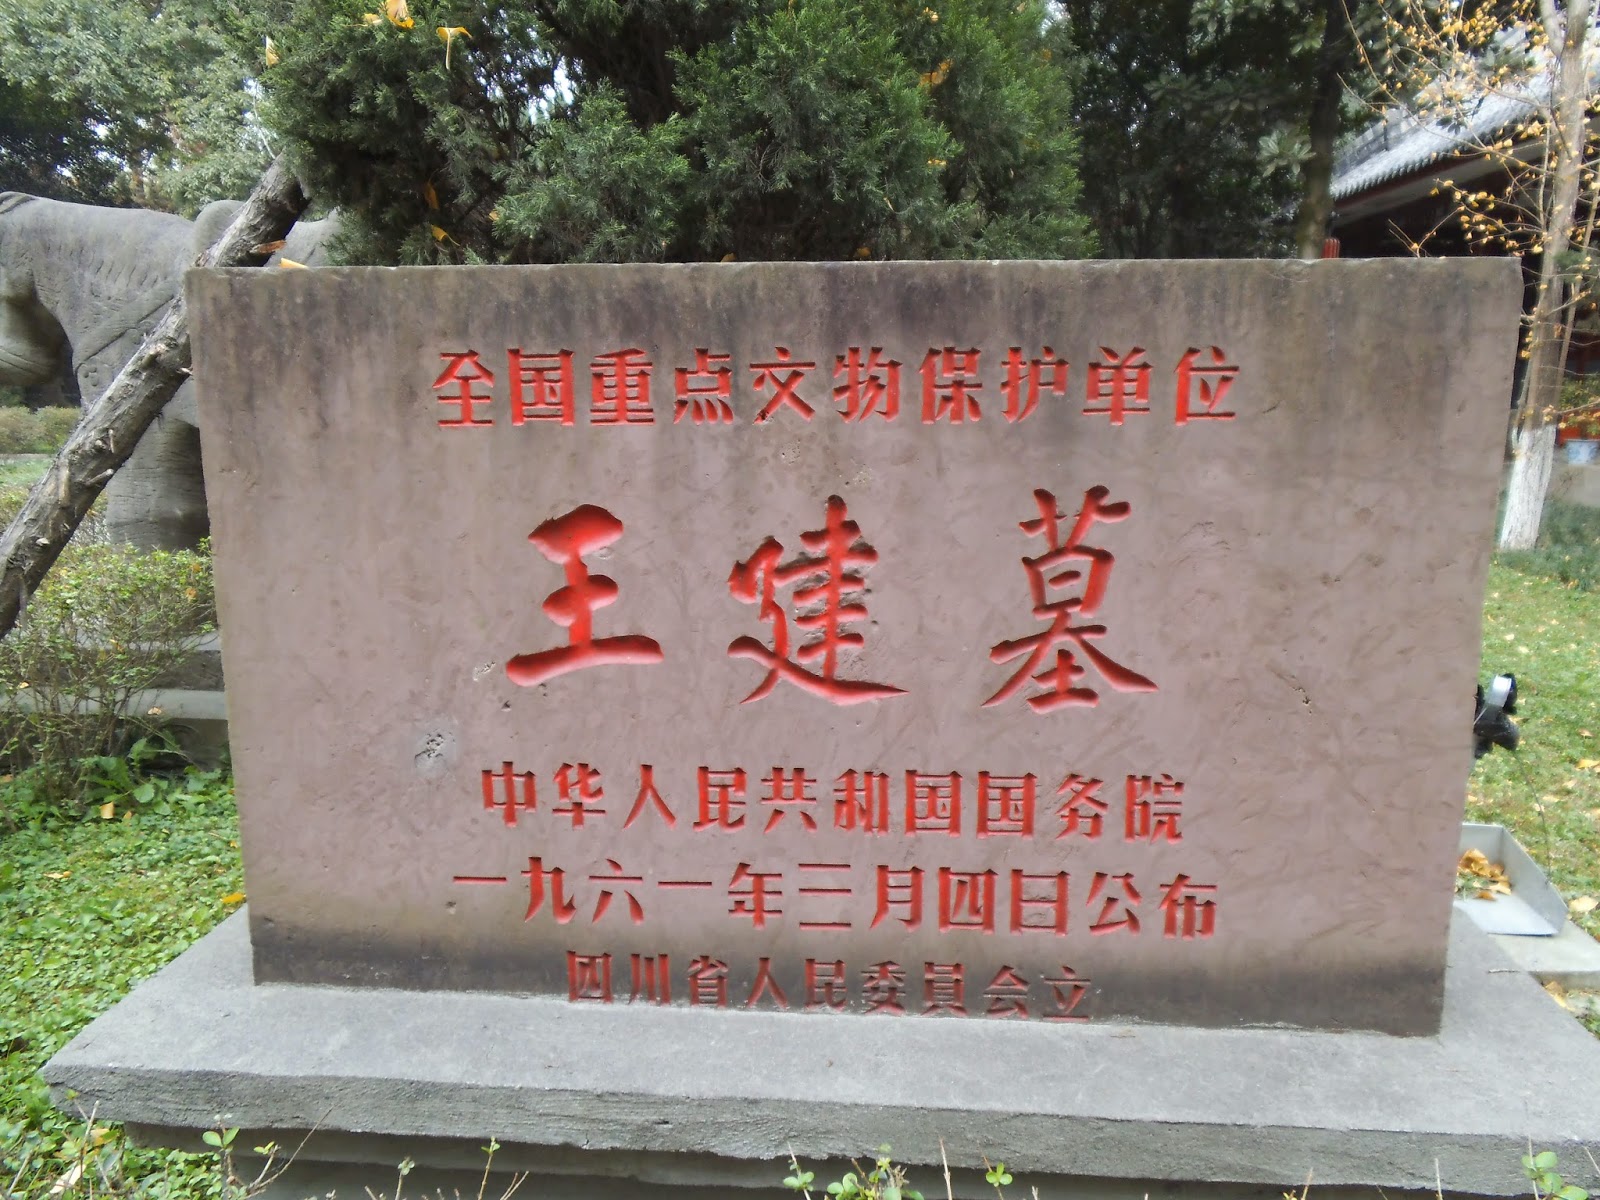 全国重点文物保护单位
王建墓
中华人民共和国国务院
一九六一年三月四日公布
四川省人民委員会立